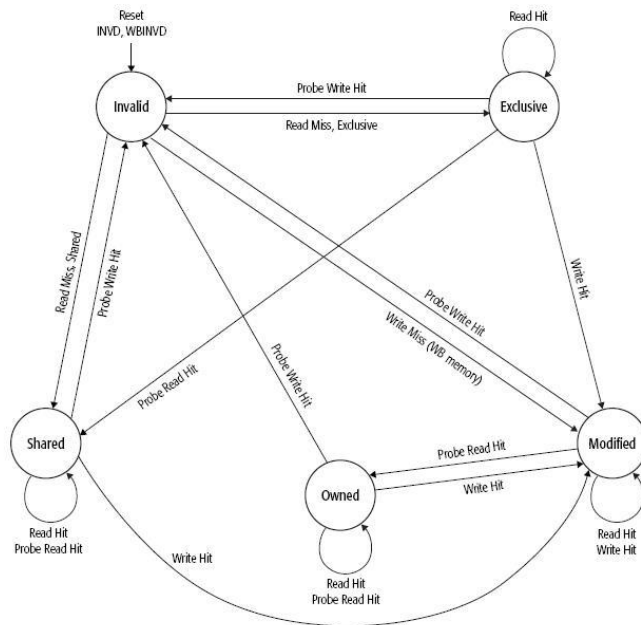 Reset
INVD, WBINVD
Read Hit
Invalid
Probe Write Hit
Read Miss, Exclusive
Exclusive
Read Miss, Shared
Probe Write Hit
Probe Write Hit
Write Miss (WB memory)
Write Hit
Probe Read Hit
Probe Write Hit
Shared
Probe Read Hit
Write Hit
Modified
Owned
Read Hit
Probe Read Hit
Write Hit
Read Hit
Probe Read Hit
Read Hit
Write Hit